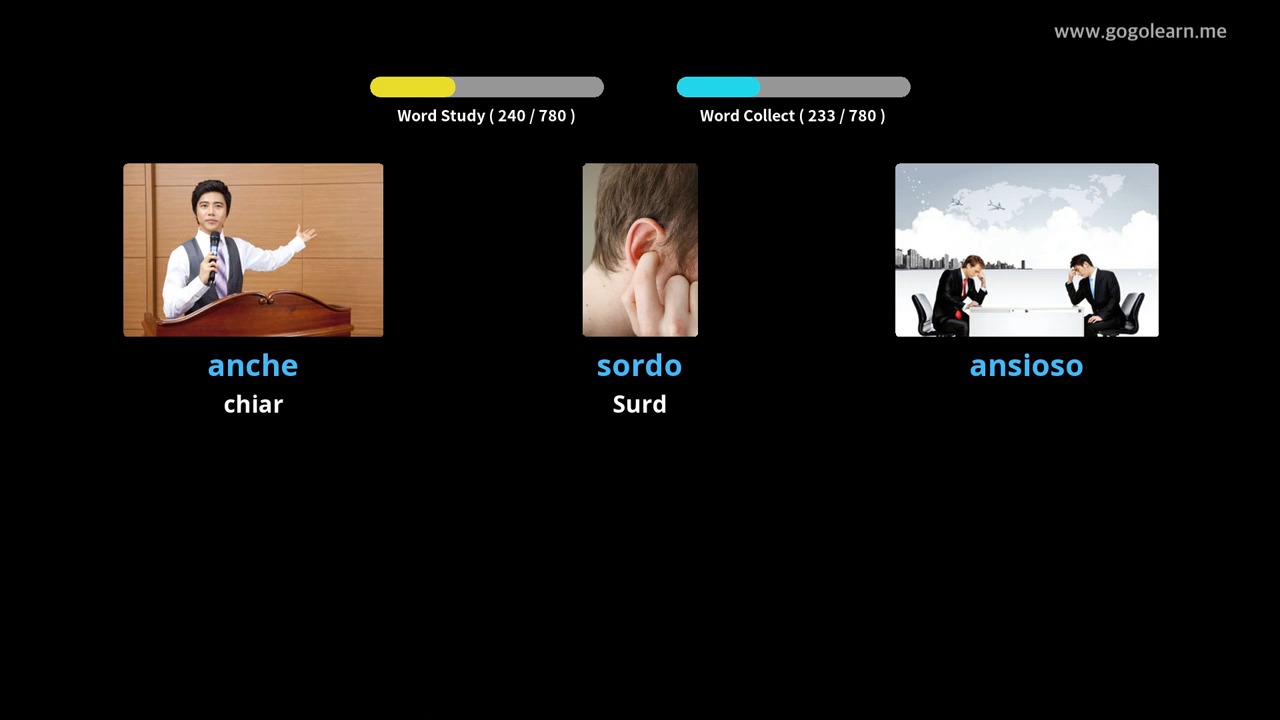 www.gogolearn.me
Word Study ( 240 / 780 )
Word Collect ( 233 / 780 )
anche
sordo
ansioso
chiar
Surd